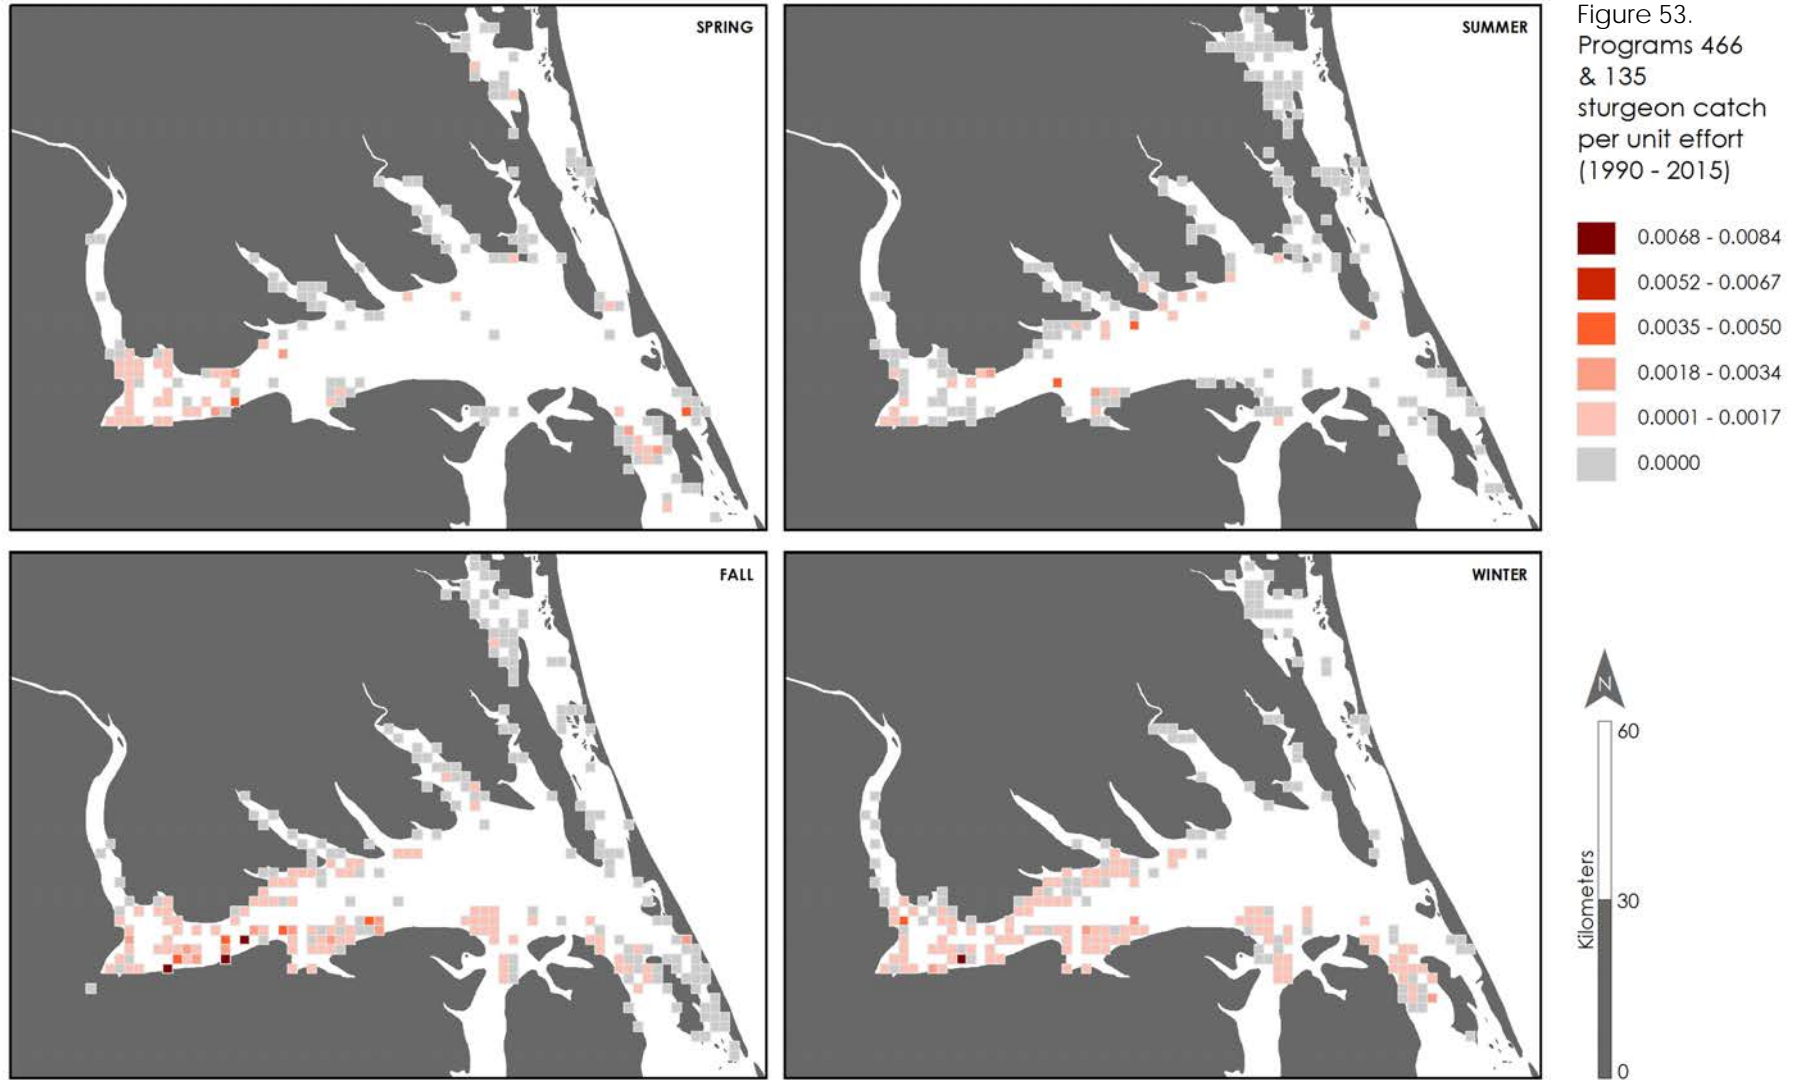 SPRING
SUMMER
Figure 53.
Programs 466
& 135
sturgeon catch
per unit effort
(1990 - 2015)
0.0068 - 0.0084
0.0052 - 0.0067
0.0035 - 0.0050
0.0018 - 0.0034
0.0001 - 0.0017
0.0000
FALL
WINTER
N
60
30
0
Kilometers